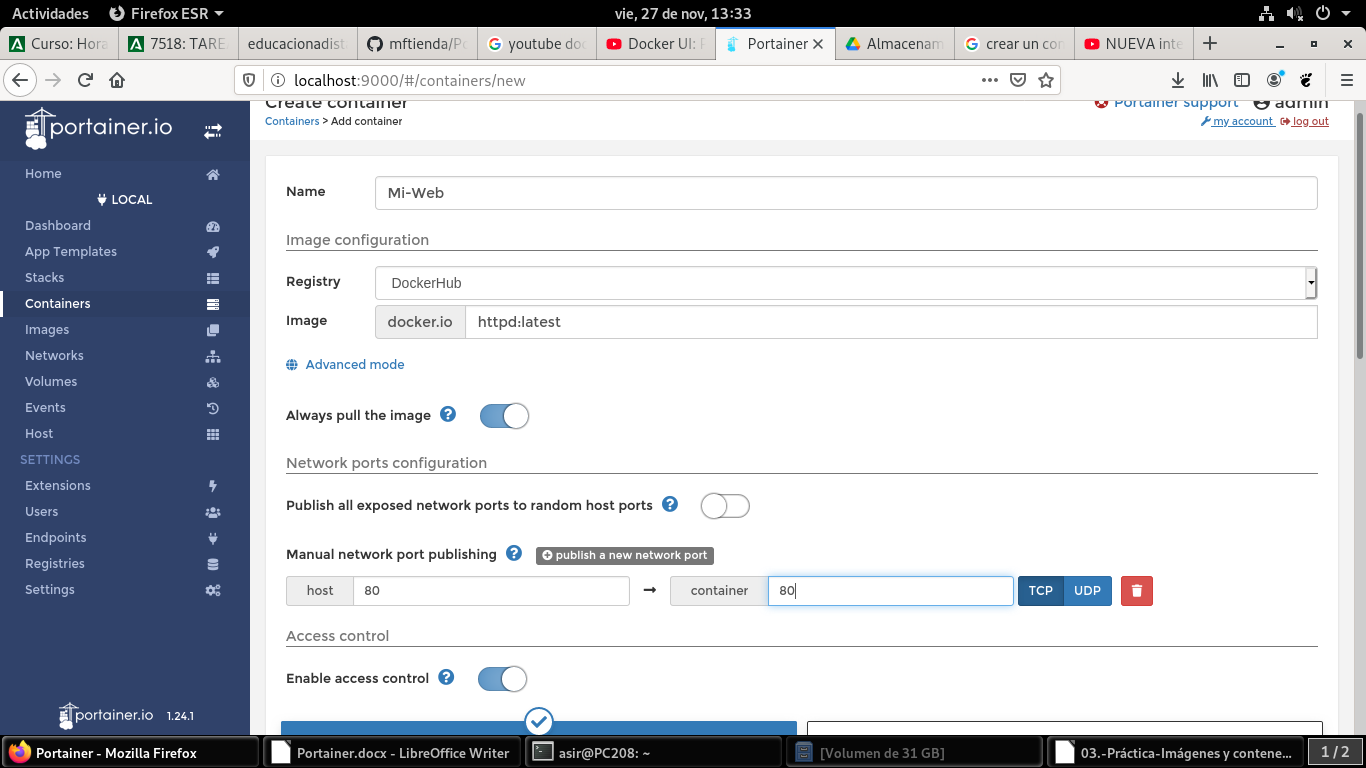 Actividades Firefox ESR vie, 27 de nov, 13:33
Curso: Hora 7518: TARE educacionadista mftienda/Po youtube doc Docker UI: P Portainer Almacenam crear un con NUEVA inte
localhost:9000/#/containers/new
portainer.io
Home
LOCAL
Dashboard
App Templates
Stacks
Containers
Images
Networks
Volumes
Events
Host
SETTINGS
Extensions
Users
Endpoints
Registries
Settings
portainer.io 1.24.1
Create container Portainer support admin
Containers > Add container my account log out
Name Mi-Web
Image configuration
Registry DockerHub
Image docker.io httpd:latest
Advanced mode
Always pull the image
Network ports configuration
Publish all exposed network ports to random host ports
Manual network port publishing publish a new network port
host 80 → container 80 TCP UDP
Access control
Enable access control
Portainer - Mozilla Firefox Portainer.docx - LibreOffice Writer asir@PC208: ~ [Volumen de 31 GB] 03.-Práctica-Imágenes y contene... 1 / 2